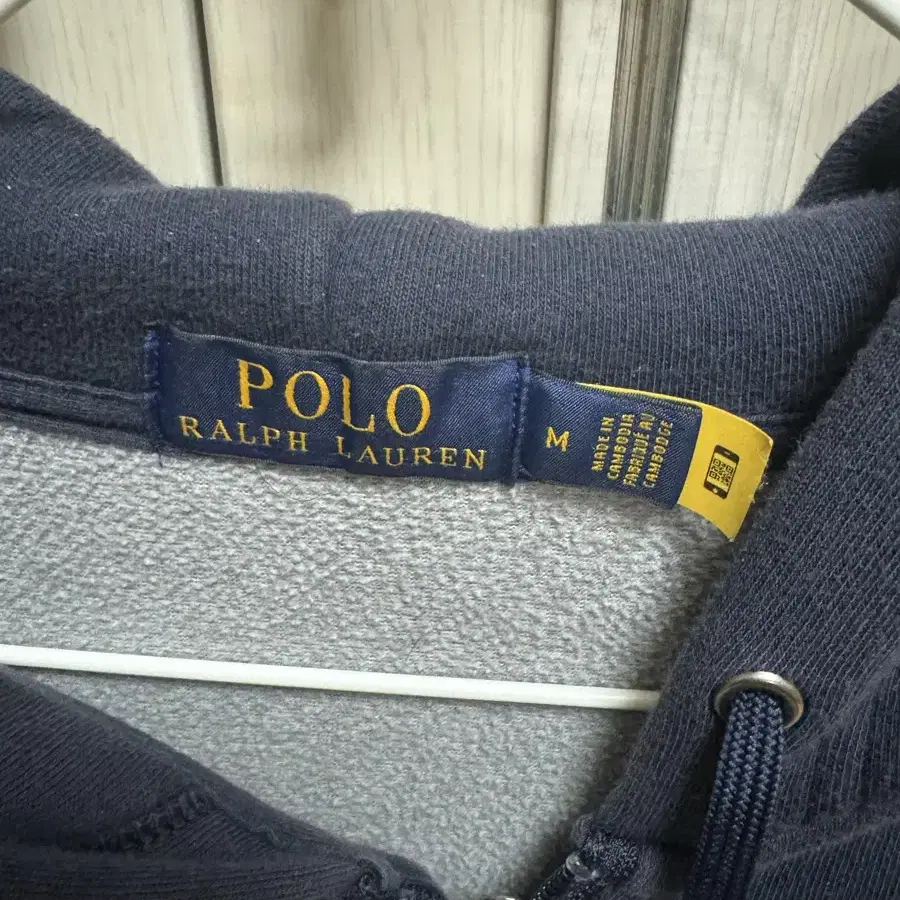 POLO
RALPH LAUREN
M
MADE IN
CAMBODIA
FABRIQUÉ AU
CAMBODGE